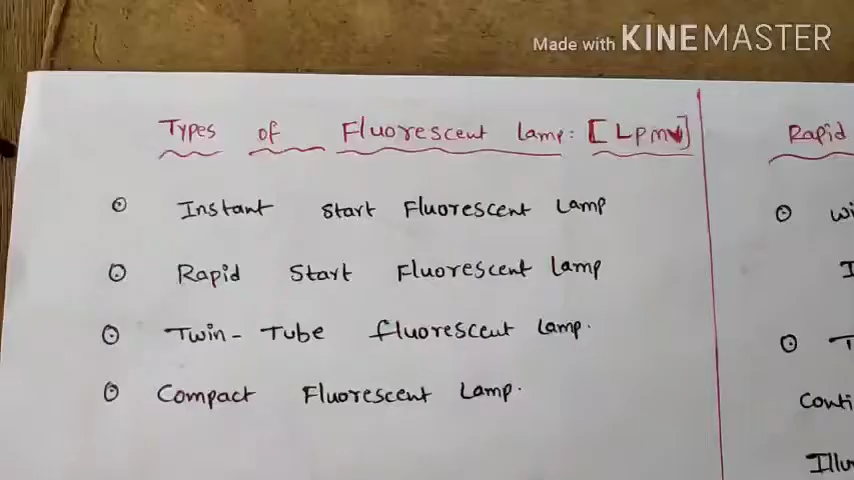 Made with KINEMASTER
Types of Fluorescent Lamp: [LPMV]
Instant Start Fluorescent Lamp
Rapid Start Fluorescent Lamp
Twin-Tube fluorescent Lamp.
Compact Fluorescent Lamp.
Rapid